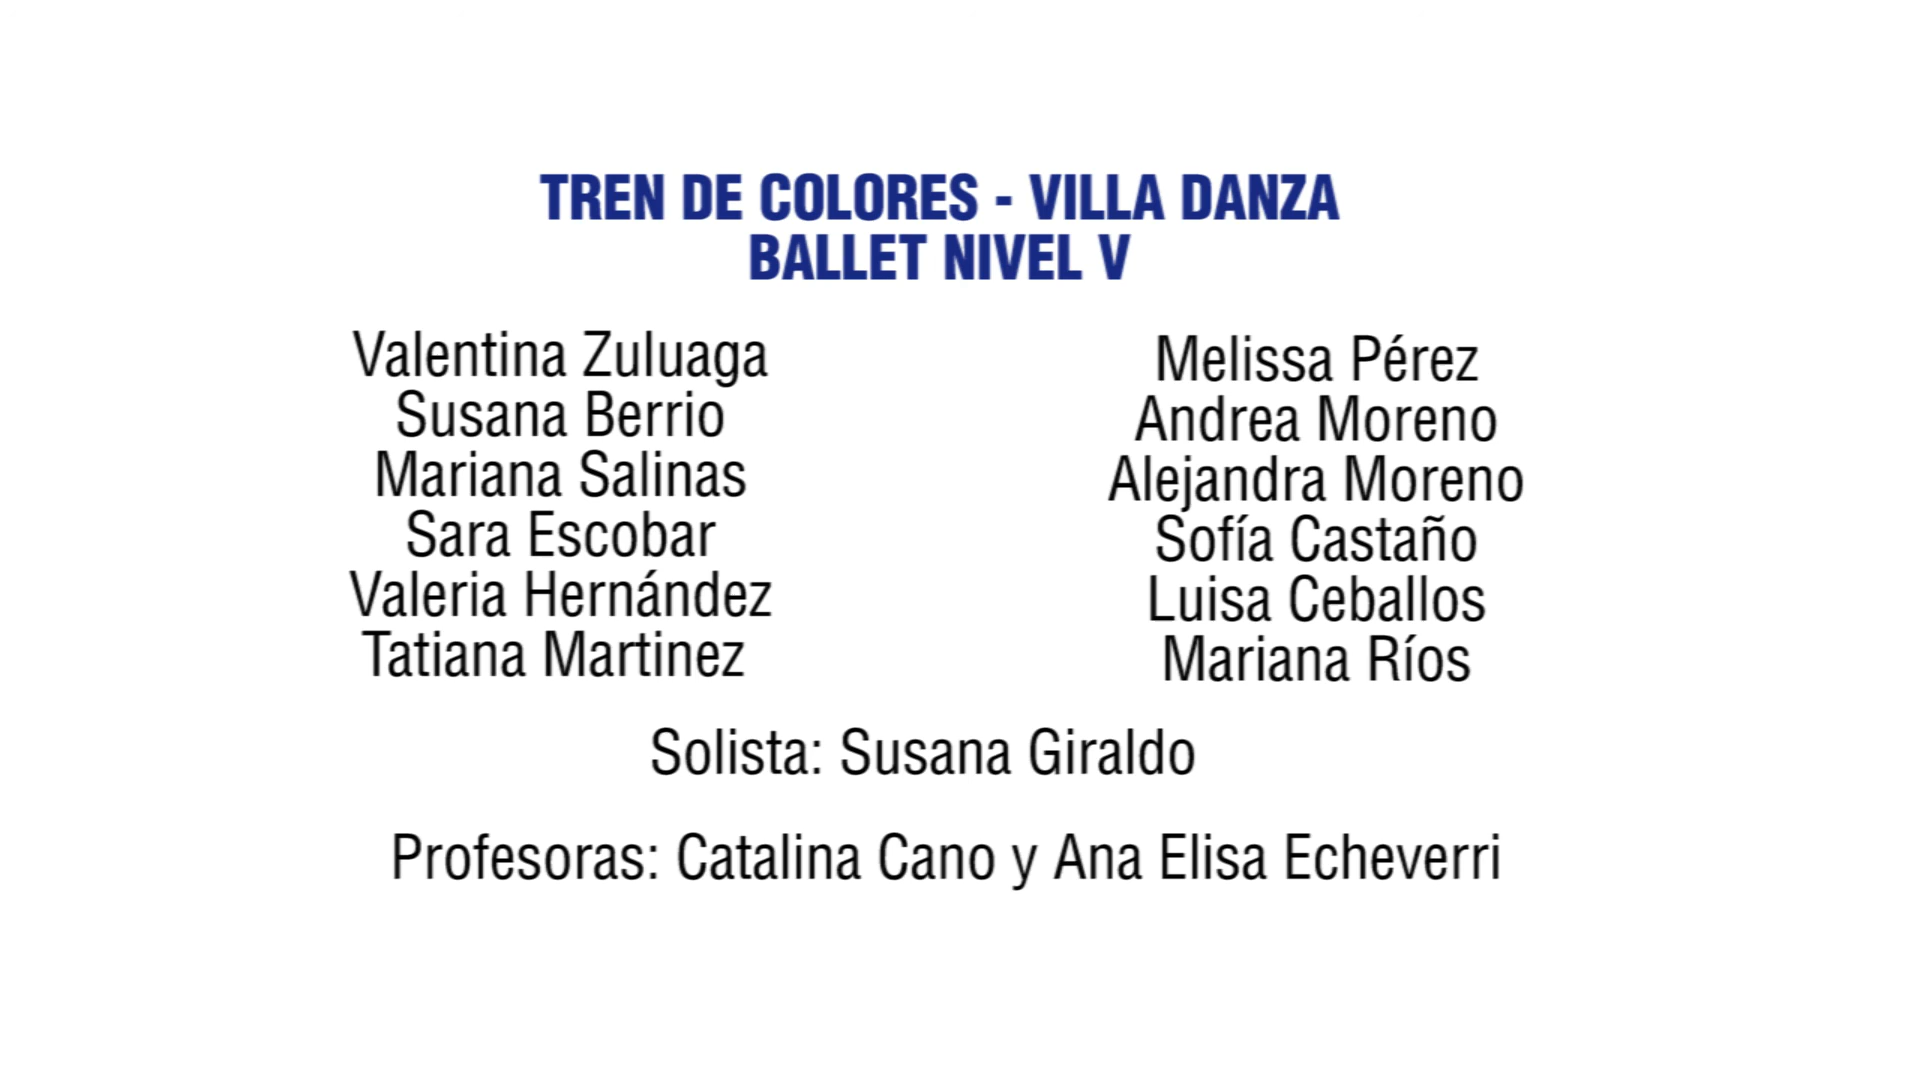 TREN DE COLORES - VILLA DANZA
BALLET NIVEL V
Valentina Zuluaga
Susana Berrio
Mariana Salinas
Sara Escobar
Valeria Hernández
Tatiana Martinez
Melissa Pérez
Andrea Moreno
Alejandra Moreno
Sofía Castaño
Luisa Ceballos
Mariana Ríos
Solista: Susana Giraldo
Profesoras: Catalina Cano y Ana Elisa Echeverri